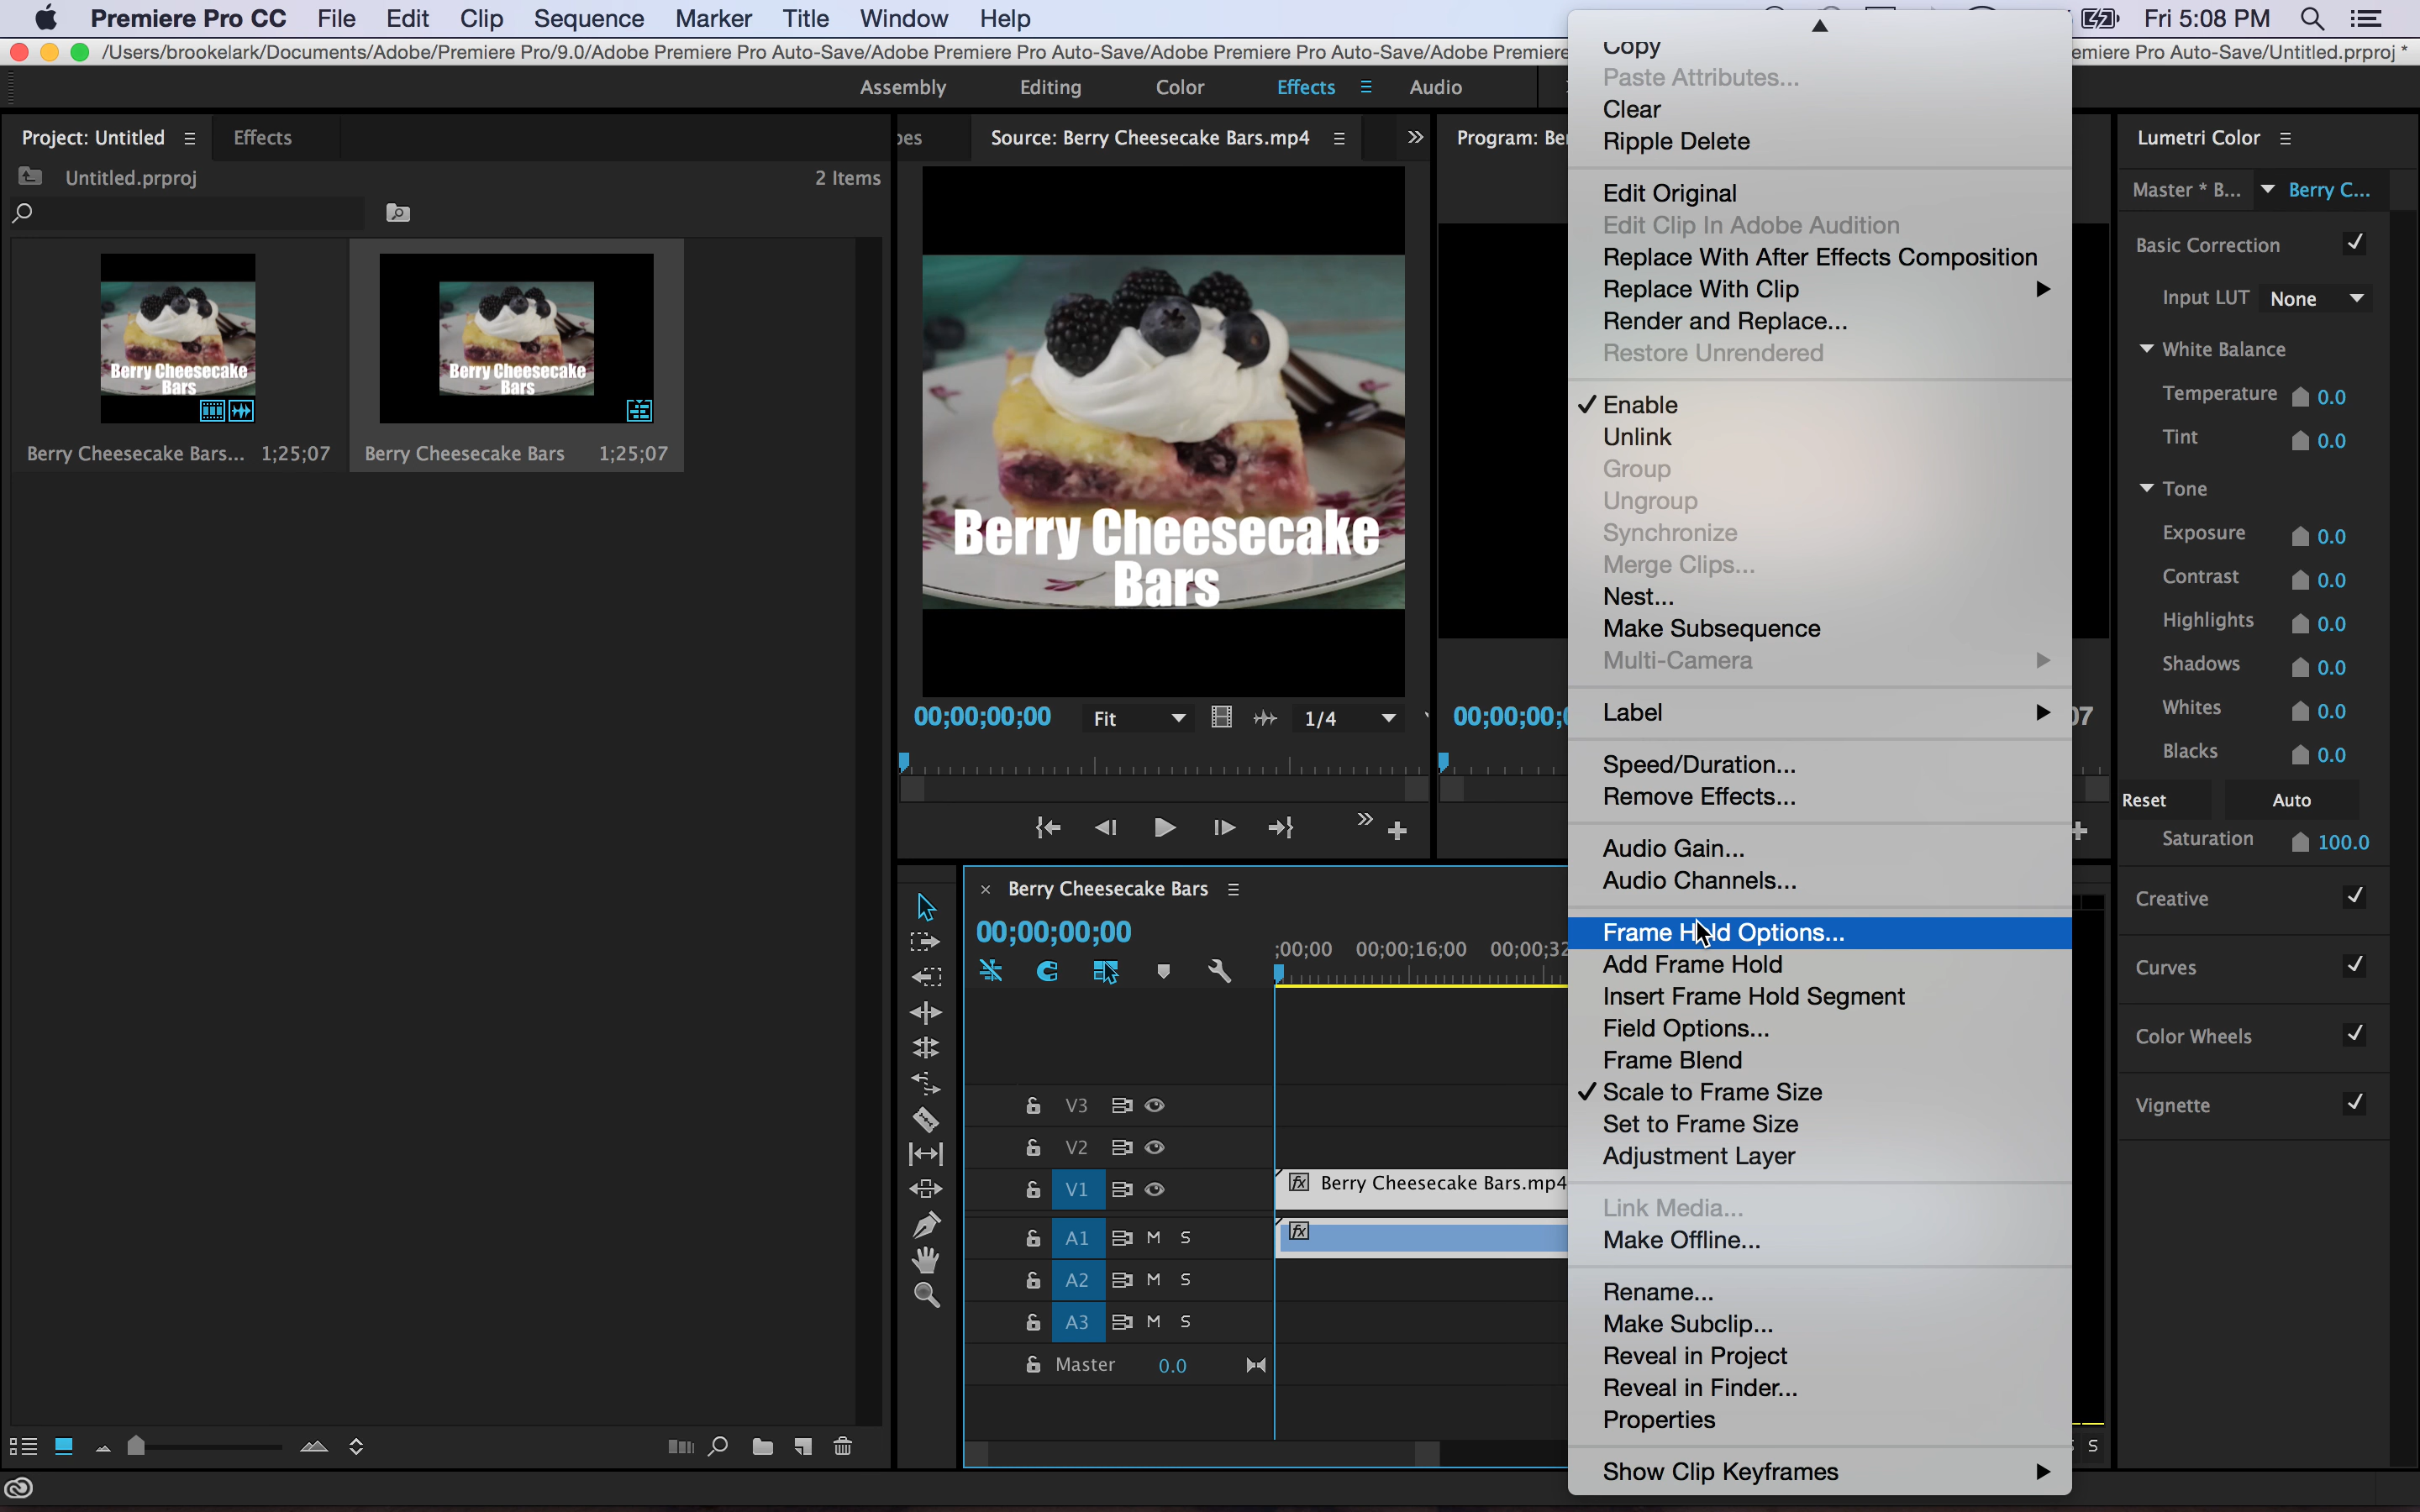 Premiere Pro CC File Edit Clip Sequence Marker Title Window Help Fri 5:08 PM
/Users/brookelark/Documents/Adobe/Premiere Pro/9.0/Adobe Premiere Pro Auto-Save/Adobe Premiere Pro Auto-Save/Adobe Premiere Pro Auto-Save/Adobe Premiere
emiere Pro Auto-Save/Untitled.prproj *
Assembly Editing Color Effects Audio
Project: Untitled Effects
Untitled.prproj 2 Items
Berry Cheesecake
Bars
Berry Cheesecake
Bars
Berry Cheesecake Bars... 1;25;07
Berry Cheesecake Bars 1;25;07
pes Source: Berry Cheesecake Bars.mp4
Berry Cheesecake
Bars
00;00;00;00 Fit 1/4
Program: Be
00;00;00;0
07
Berry Cheesecake Bars
00;00;00;00
;00;00 00;00;16;00 00;00;32
V3
V2
V1 Berry Cheesecake Bars.mp4
fx
A1 M S
fx
A2 M S
A3 M S
Master 0.0
Copy
Paste Attributes...
Clear
Ripple Delete
Edit Original
Edit Clip In Adobe Audition
Replace With After Effects Composition
Replace With Clip
Render and Replace...
Restore Unrendered
Enable
Unlink
Group
Ungroup
Synchronize
Merge Clips...
Nest...
Make Subsequence
Multi-Camera
Label
Speed/Duration...
Remove Effects...
Audio Gain...
Audio Channels...
Frame Hold Options...
Add Frame Hold
Insert Frame Hold Segment
Field Options...
Frame Blend
Scale to Frame Size
Set to Frame Size
Adjustment Layer
Link Media...
Make Offline...
Rename...
Make Subclip...
Reveal in Project
Reveal in Finder...
Properties
Show Clip Keyframes
S
Lumetri Color
Master * B... Berry C...
Basic Correction
Input LUT None
White Balance
Temperature 0.0
Tint 0.0
Tone
Exposure 0.0
Contrast 0.0
Highlights 0.0
Shadows 0.0
Whites 0.0
Blacks 0.0
Reset Auto
Saturation 100.0
Creative
Curves
Color Wheels
Vignette